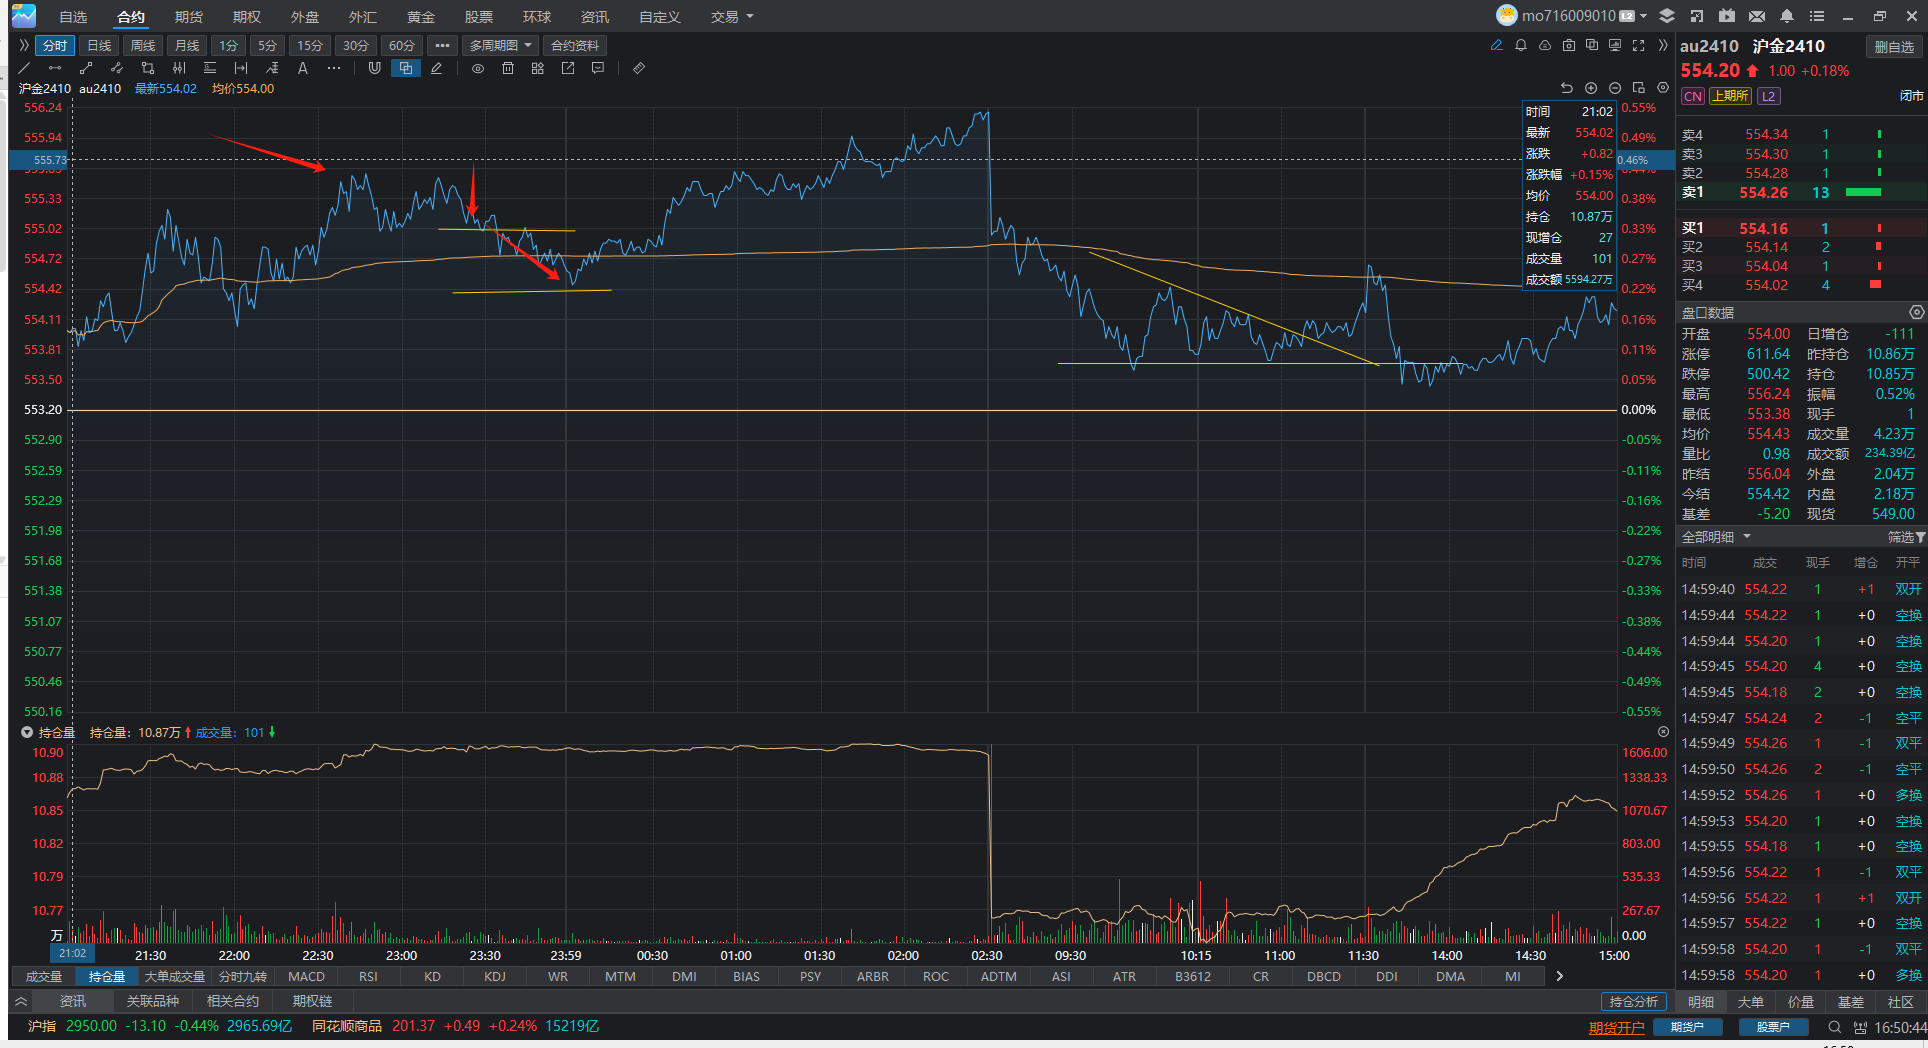 自选 合约 期货 期权 外盘 外汇 黄金 股票 环球 资讯 自定义 交易 mo716009010 L2
分时 日线 周线 月线 1分 5分 15分 30分 60分 ••• 多周期图 合约资料
沪金2410 au2410 最新554.02 均价554.00
556.24
555.94
555.73
555.33
555.02
554.72
554.42
554.11
553.81
553.50
553.20
552.90
552.59
552.29
551.98
551.68
551.38
551.07
550.77
550.46
550.16
0.55%
0.49%
0.46%
0.44%
0.38%
0.33%
0.27%
0.22%
0.16%
0.11%
0.05%
0.00%
-0.05%
-0.11%
-0.16%
-0.22%
-0.27%
-0.33%
-0.38%
-0.44%
-0.49%
-0.55%
时间 21:02
最新 554.02
涨跌 +0.82
涨跌幅 +0.15%
均价 554.00
持仓 10.87万
现增仓 27
成交量 101
成交额 5594.27万
持仓量 持仓量: 10.87万 成交量: 101
10.90
10.88
10.85
10.82
10.79
10.77
万
1606.00
1338.33
1070.67
803.00
535.33
267.67
0.00
21:02 21:30 22:00 22:30 23:00 23:30 23:59 00:30 01:00 01:30 02:00 02:30 09:30 10:15 11:00 11:30 14:00 14:30 15:00
成交量 持仓量 大单成交量 分时九转 MACD RSI KD KDJ WR MTM DMI BIAS PSY ARBR ROC ADTM ASI ATR B3612 CR DBCD DDI DMA MI
资讯 关联品种 相关合约 期权链 持仓分析
沪指 2950.00 -13.10 -0.44% 2965.69亿 同花顺商品 201.37 +0.49 +0.24% 15219亿 期货开户 期货户 股票户 16:50:44
au2410 沪金2410 删自选
554.20 1.00 +0.18%
CN 上期所 L2 闭市
卖4 554.34 1
卖3 554.30 1
卖2 554.28 1
卖1 554.26 13
买1 554.16 1
买2 554.14 2
买3 554.04 1
买4 554.02 4
盘口数据
开盘 554.00 日增仓 -111
涨停 611.64 昨持仓 10.86万
跌停 500.42 持仓 10.85万
最高 556.24 振幅 0.52%
最低 553.38 现手 1
均价 554.43 成交量 4.23万
量比 0.98 成交额 234.39亿
昨结 556.04 外盘 2.04万
今结 554.42 内盘 2.18万
基差 -5.20 现货 549.00
全部明细 筛选
时间 成交 现手 增仓 开平
14:59:40 554.22 1 +1 双开
14:59:44 554.22 1 +0 空换
14:59:44 554.20 1 +0 空换
14:59:45 554.20 4 +0 空换
14:59:45 554.18 2 +0 空换
14:59:47 554.24 2 -1 空平
14:59:49 554.26 1 -1 双平
14:59:50 554.26 2 -1 空平
14:59:52 554.26 1 +0 多换
14:59:53 554.20 1 +0 空换
14:59:55 554.18 1 +0 空换
14:59:56 554.22 1 -1 双平
14:59:56 554.22 1 +1 双开
14:59:57 554.22 1 +0 空换
14:59:58 554.20 1 -1 双平
14:59:58 554.20 1 +0 多换
明细 大单 价量 基差 社区